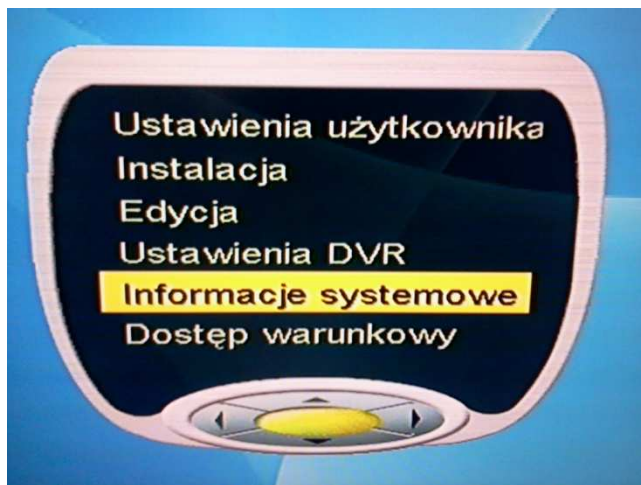 Ustawienia użytkownika
Instalacja
Edycja
Ustawienia DVR
Informacje systemowe
Dostęp warunkowy